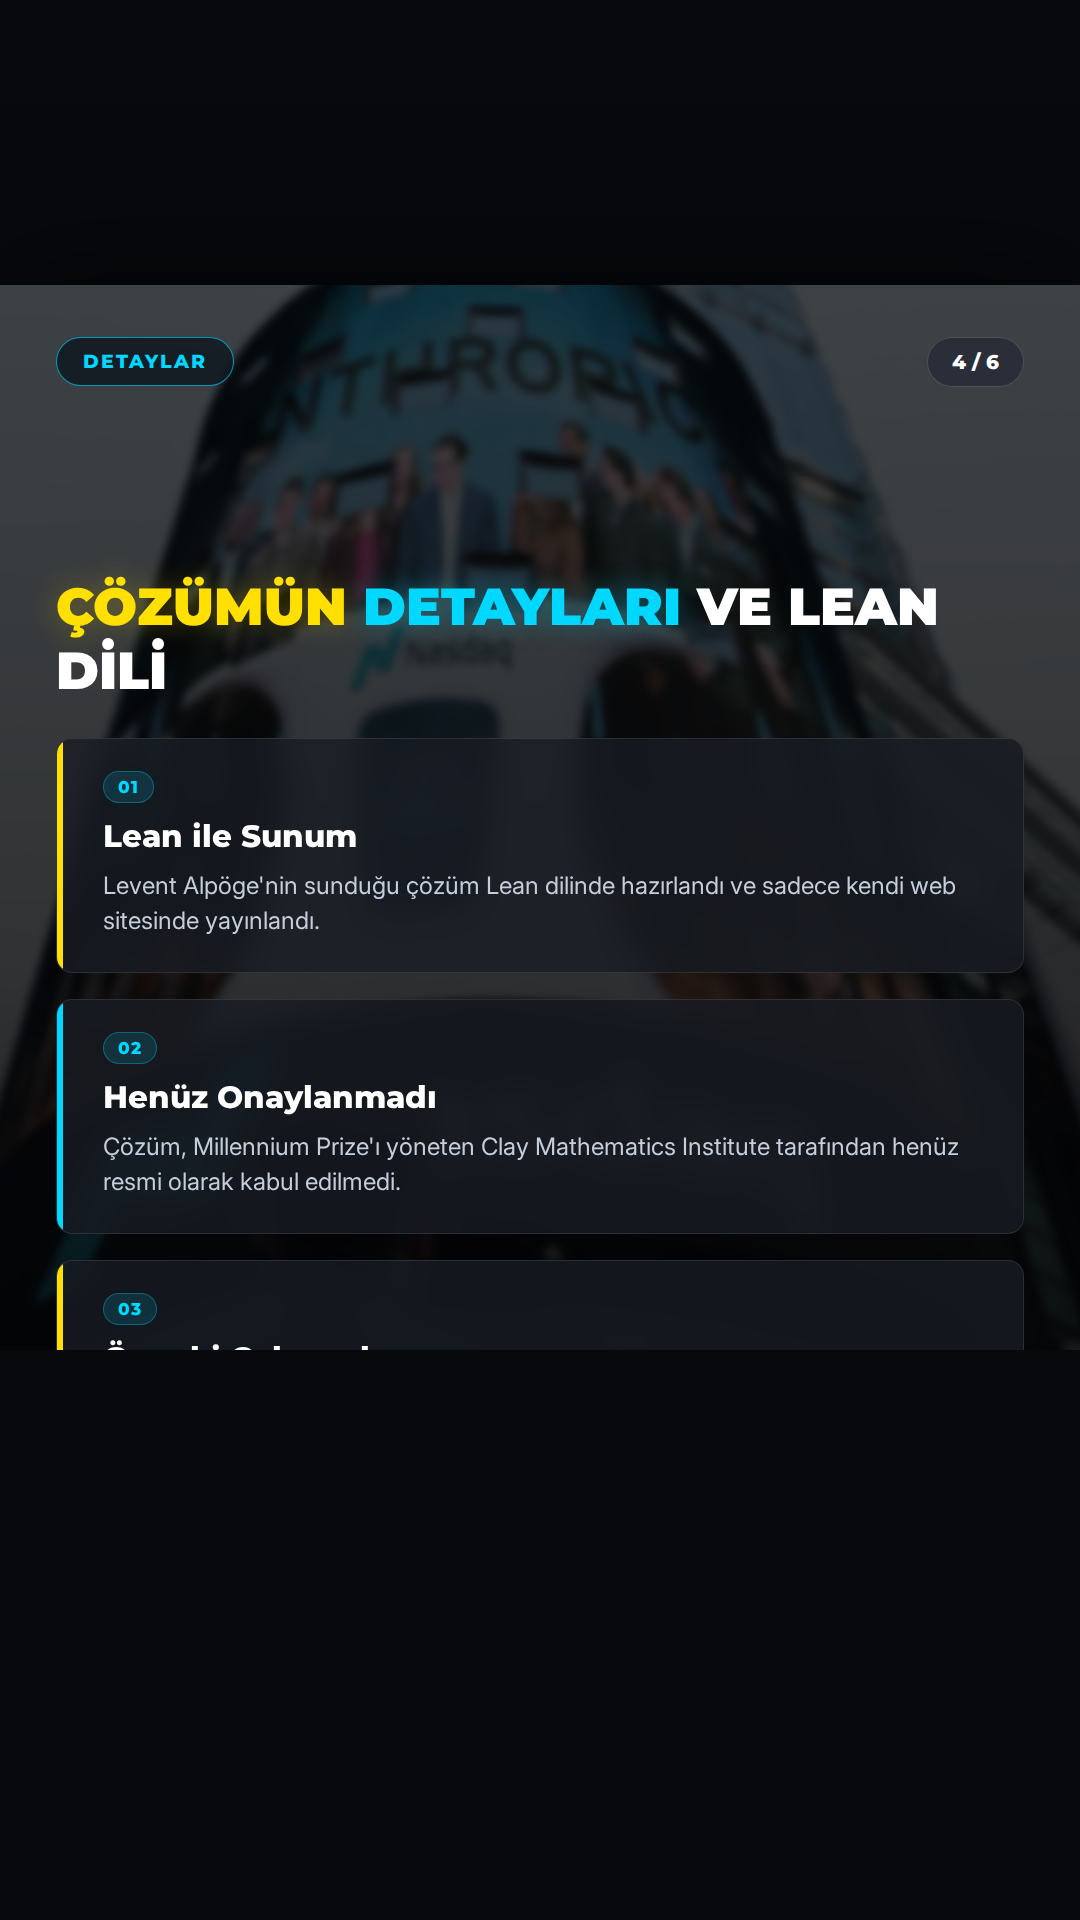 DETAYLAR
4 / 6
NTHROPIC
Nasdaq
ÇÖZÜMÜN DETAYLARI VE LEAN
DİLİ
01
Lean ile Sunum
Levent Alpöge'nin sunduğu çözüm Lean dilinde hazırlandı ve sadece kendi web
sitesinde yayınlandı.
02
Henüz Onaylanmadı
Çözüm, Millennium Prize'ı yöneten Clay Mathematics Institute tarafından henüz
resmi olarak kabul edilmedi.
03